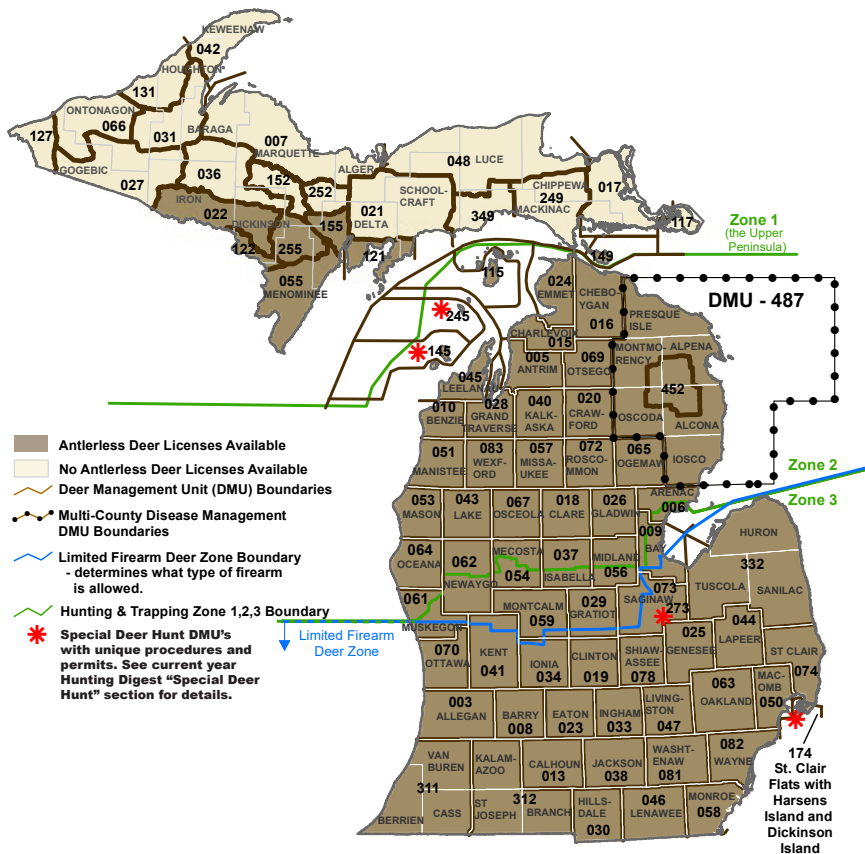 KEWEENAW
042
HOUGHTON
131
ONTONAGON
066
127
031
BARAGA
007
MARQUETTE
GOGEBIC
027
036
152
252
ALGER
048 LUCE
SCHOOL-
CRAFT
CHIPPEWA
249
MACKINAC
017
117
IRON
022
DICKINSON
155
021
DELTA
349
122
255
121
055
MENOMINEE
149
115
Zone 1
(the Upper
Peninsula)
245
145
024
EMMET
CHEBO-
YGAN
016
DMU - 487
PRESQUE
ISLE
CHARLEVOIX
015
005
ANTRIM
069
OTSEGO
MONTMO-
RENCY
ALPENA
452
045
LEELANAU
010
BENZIE
028
GRAND
TRAVERSE
040
KALK-
ASKA
020
CRAW-
FORD
OSCODA
ALCONA
051
MANISTEE
083
WEXF-
ORD
057
MISSA-
UKEE
072
ROSCO-
MMON
065
OGEMAW
IOSCO
Zone 2
Zone 3
Antlerless Deer Licenses Available
No Antlerless Deer Licenses Available
Deer Management Unit (DMU) Boundaries
Multi-County Disease Management
DMU Boundaries
Limited Firearm Deer Zone Boundary
- determines what type of firearm
is allowed.
Hunting & Trapping Zone 1,2,3 Boundary
Special Deer Hunt DMU's
with unique procedures and
permits. See current year
Hunting Digest “Special Deer
Hunt” section for details.
Limited Firearm
Deer Zone
053
MASON
043
LAKE
067
OSCEOLA
018
CLARE
026
GLADWIN
ARENAC
006
009
BAY
HURON
064
OCEANA
062
NEWAYGO
MECOSTA
054
037
ISABELLA
MIDLAND
056
332
TUSCOLA
SANILAC
061
MUSKEGON
MONTCALM
059
029
GRATIOT
073
SAGINAW
273
025
GENESEE
044
LAPEER
ST CLAIR
074
070
OTTAWA
KENT
041
IONIA
034
CLINTON
019
SHIAW-
ASSEE
078
063
OAKLAND
MAC-
OMB
050
003
ALLEGAN
BARRY
008
EATON
023
INGHAM
033
LIVING-
STON
047
VAN
BUREN
KALAM-
AZOO
CALHOUN
013
JACKSON
038
WASHT-
ENAW
081
082
WAYNE
311
BERRIEN
CASS
ST
JOSEPH
312
BRANCH
HILLS-
DALE
030
046
LENAWEE
MONROE
058
174
St. Clair
Flats with
Harsens
Island and
Dickinson
Island